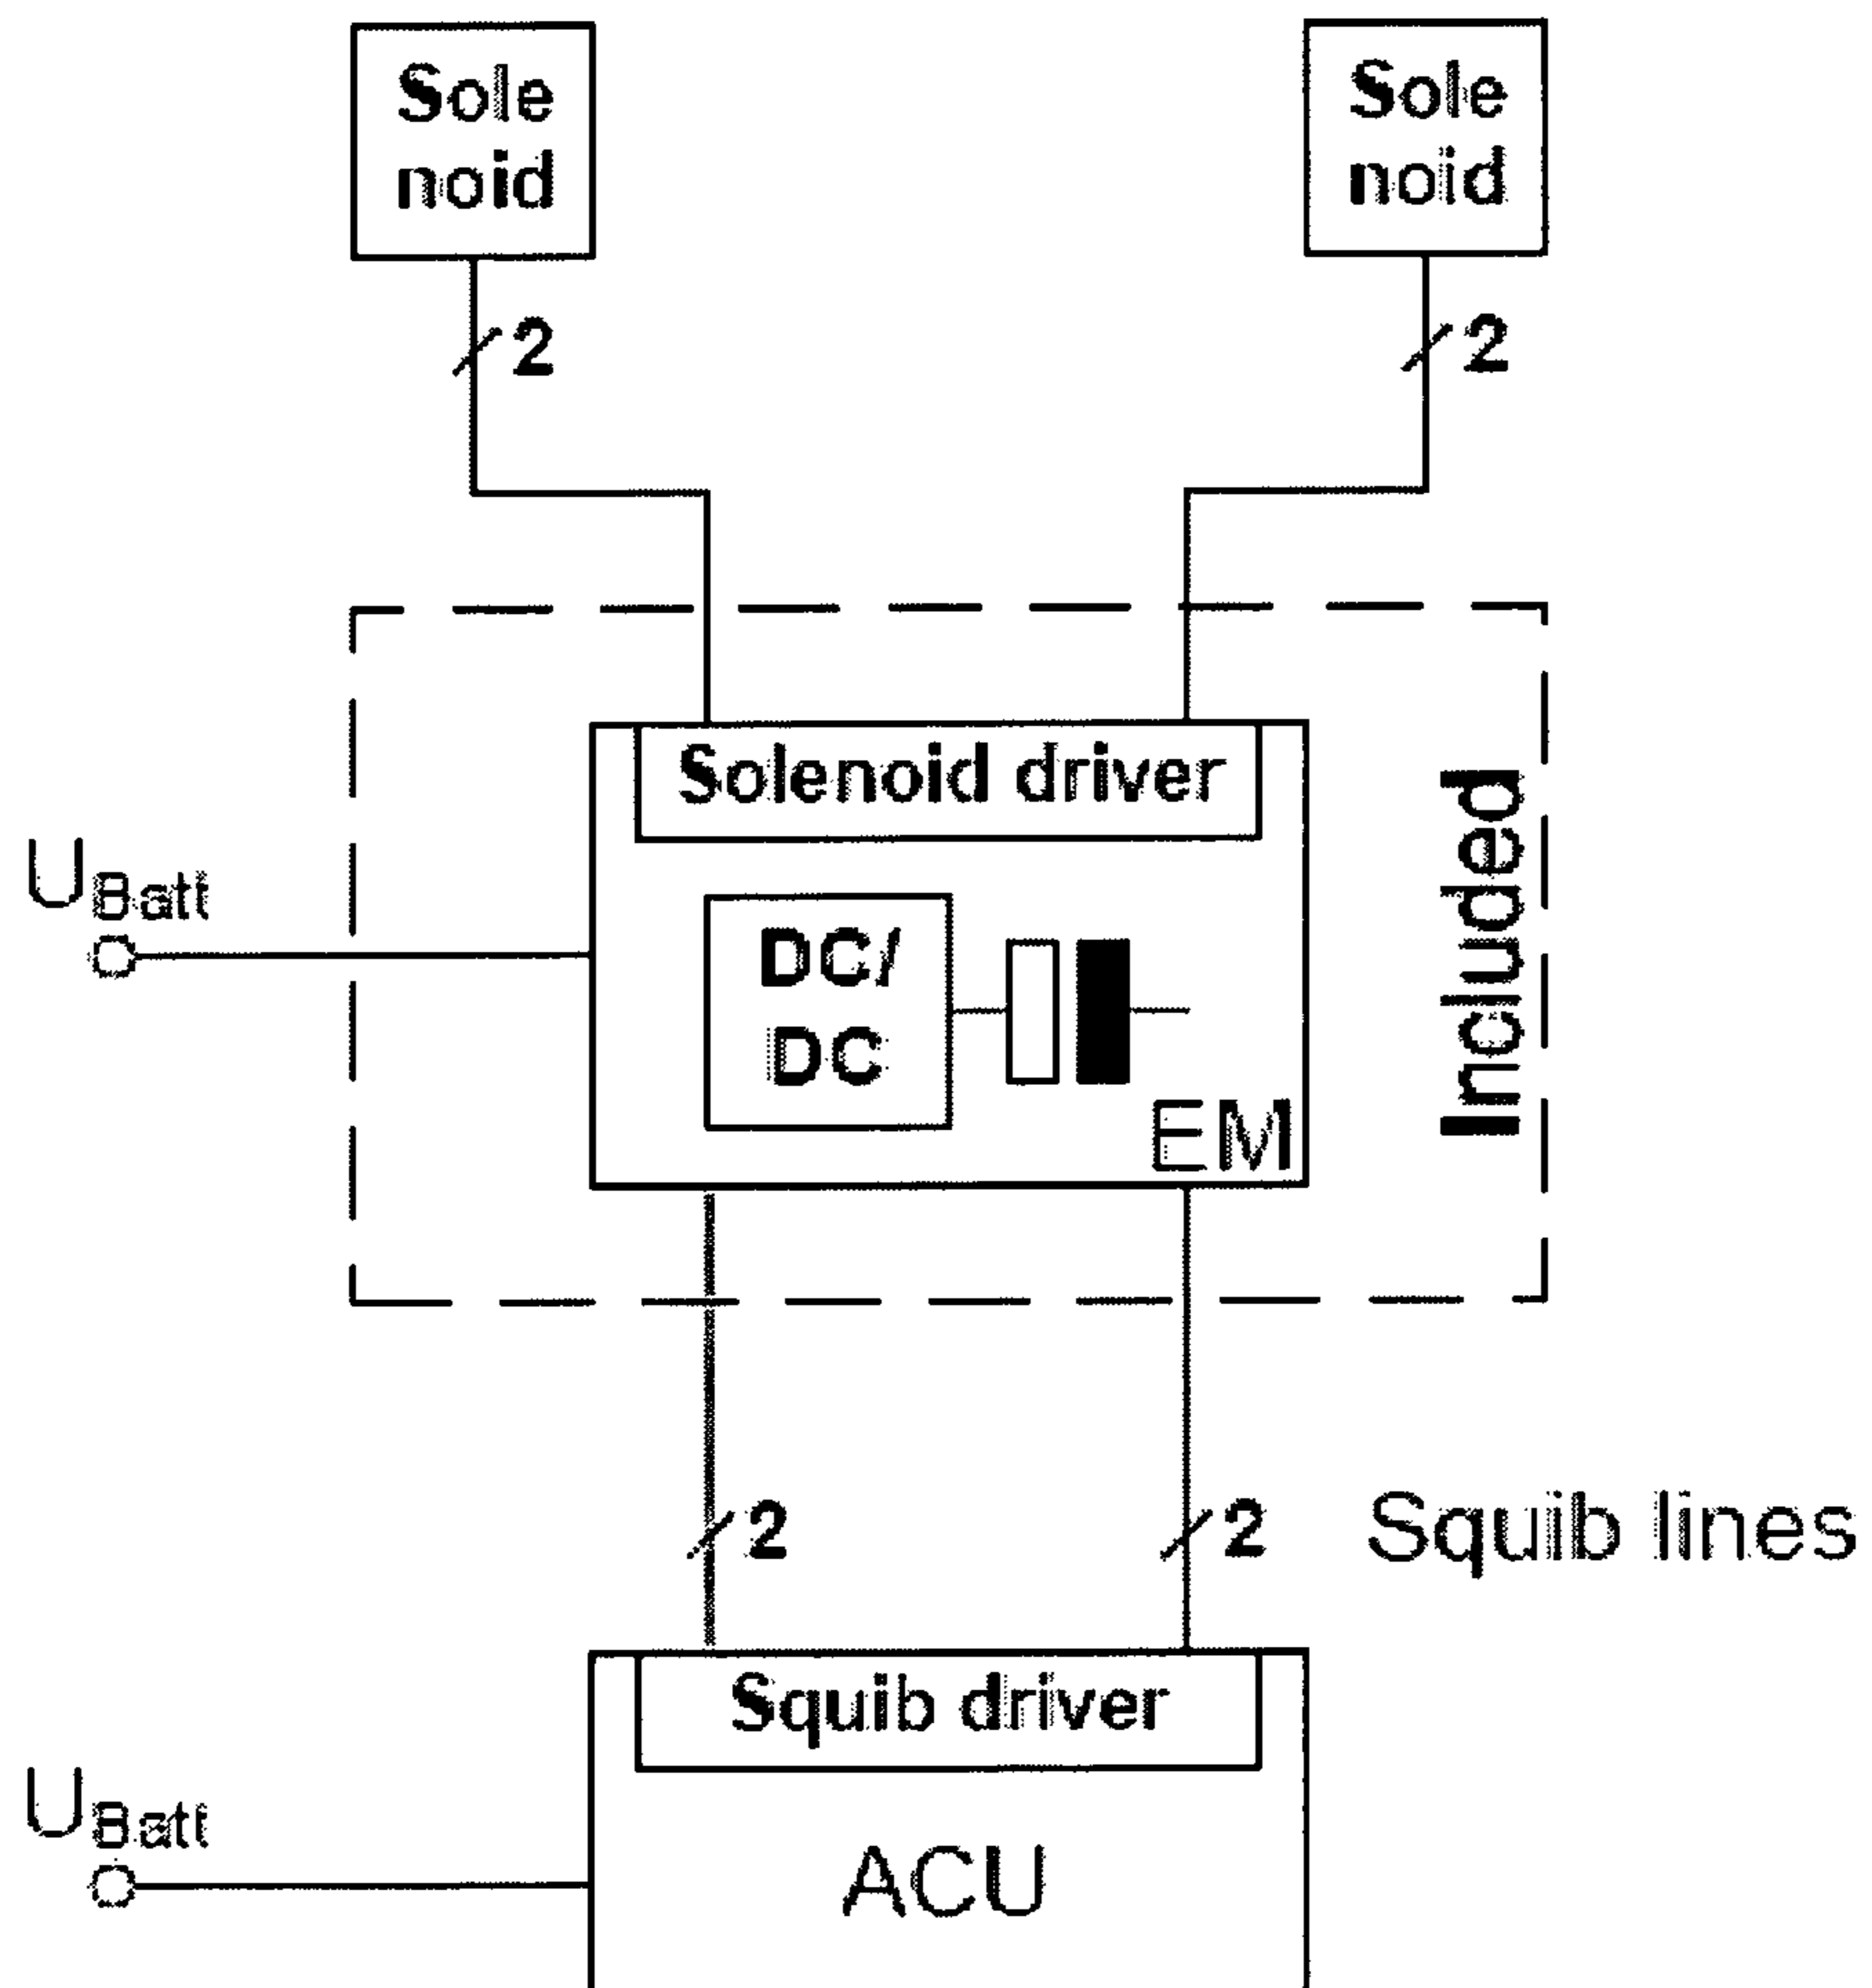 Sole
noid
Sole
noid
2
2
Solenoid driver
UBatt
DC/
DC
EM
Included
2
2
Squib lines
Squib driver
UBatt
ACU